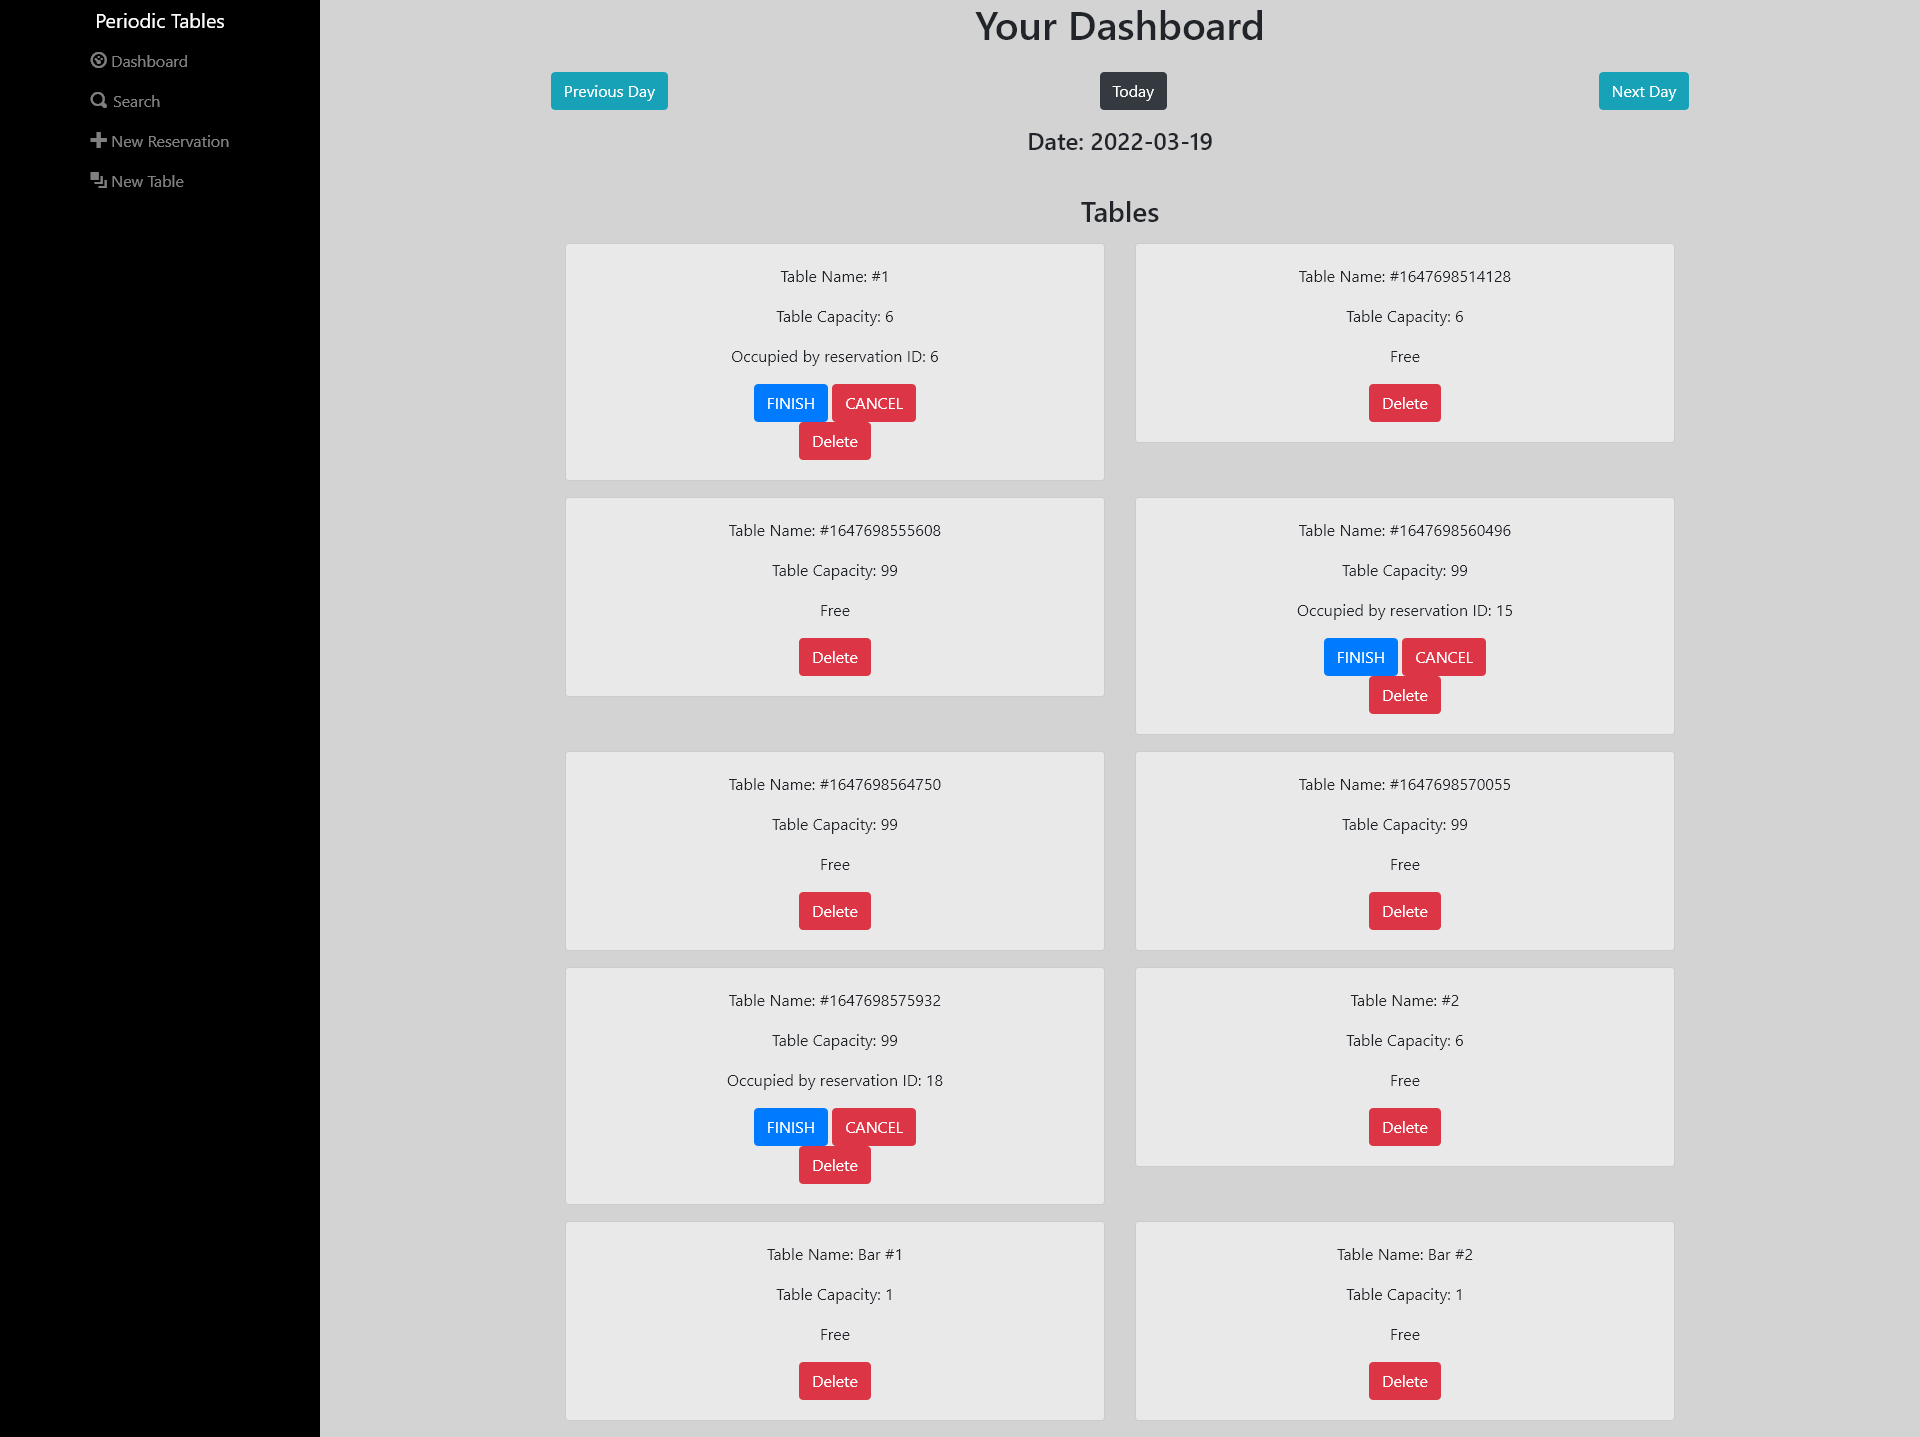 Periodic Tables
Dashboard
Search
New Reservation
New Table
Your Dashboard
Previous Day
Today
Next Day
Date: 2022-03-19
Tables
Table Name: #1
Table Capacity: 6
Occupied by reservation ID: 6
FINISH CANCEL
Delete
Table Name: #1647698514128
Table Capacity: 6
Free
Delete
Table Name: #1647698555608
Table Capacity: 99
Free
Delete
Table Name: #1647698560496
Table Capacity: 99
Occupied by reservation ID: 15
FINISH CANCEL
Delete
Table Name: #1647698564750
Table Capacity: 99
Free
Delete
Table Name: #1647698570055
Table Capacity: 99
Free
Delete
Table Name: #1647698575932
Table Capacity: 99
Occupied by reservation ID: 18
FINISH CANCEL
Delete
Table Name: #2
Table Capacity: 6
Free
Delete
Table Name: Bar #1
Table Capacity: 1
Free
Delete
Table Name: Bar #2
Table Capacity: 1
Free
Delete